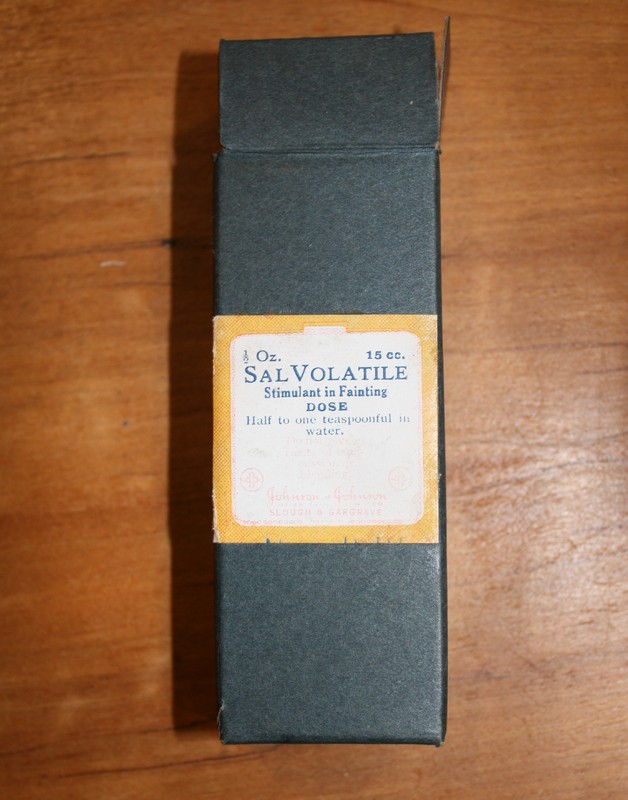 ½ Oz. 15 cc.
SAL VOLATILE
Stimulant in Fainting
DOSE
Half to one teaspoonful in
water.
Johnson & Johnson
SLOUGH & GARGRAVE